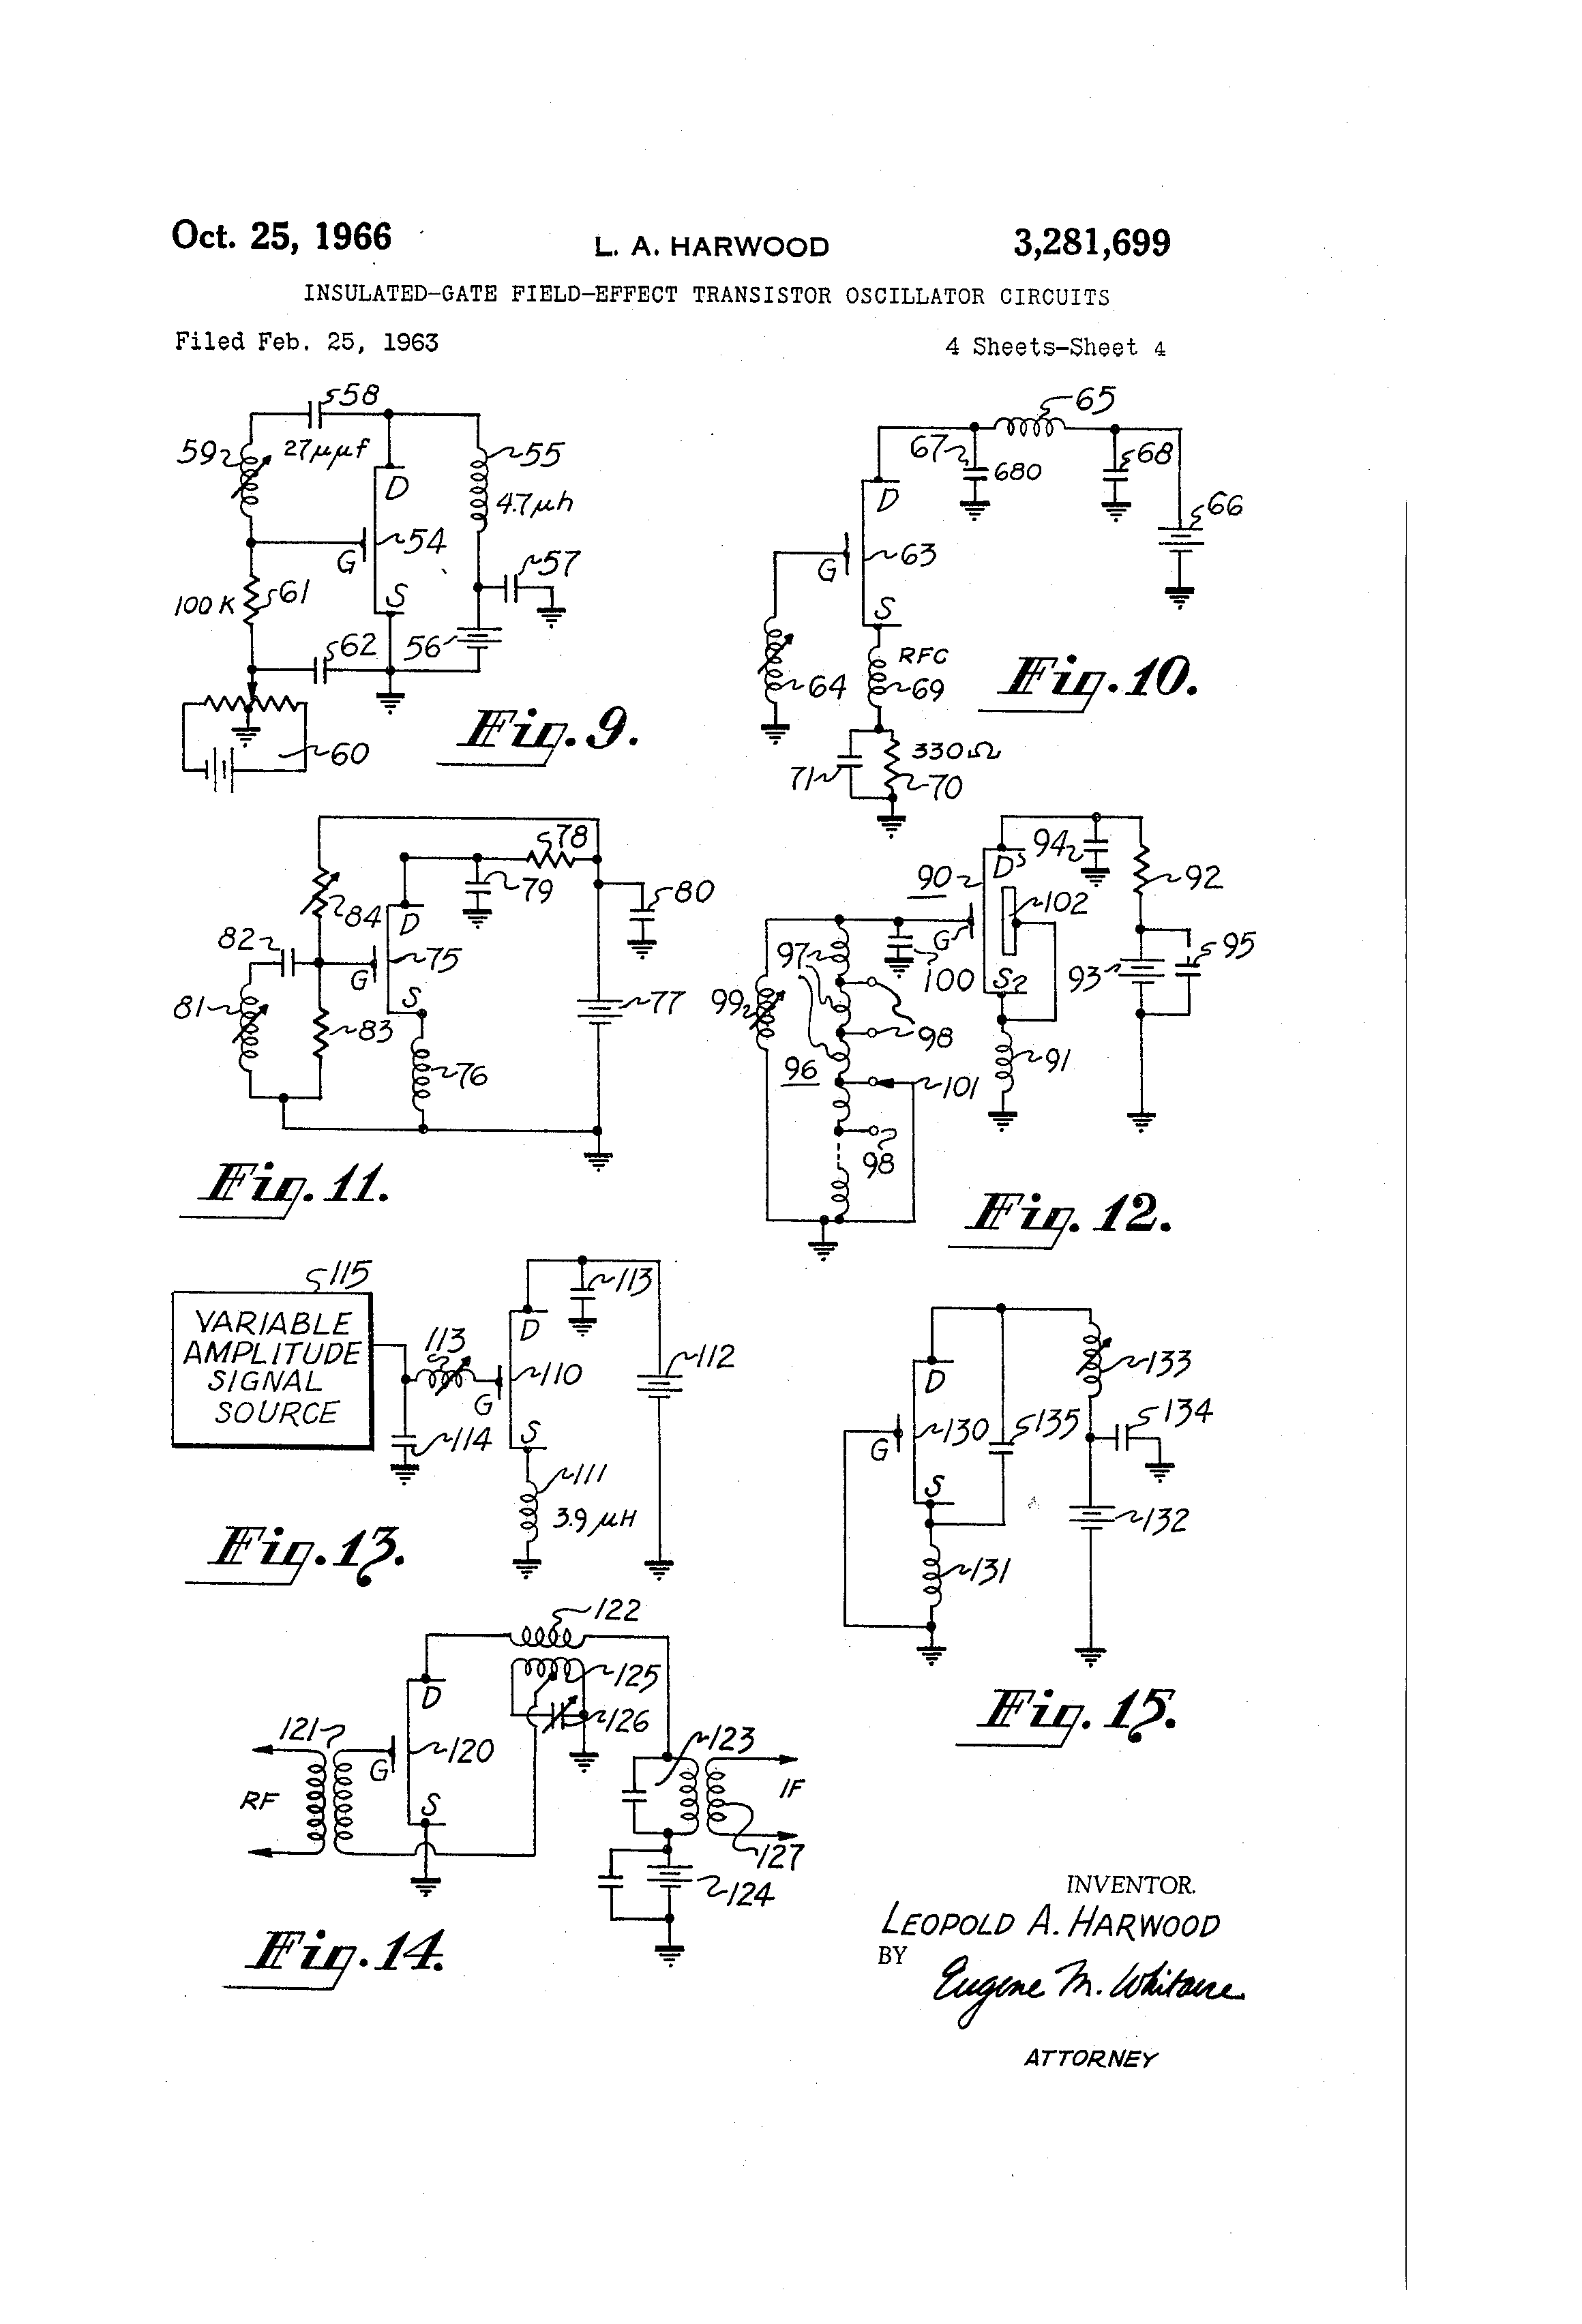 Oct. 25, 1966 L. A. HARWOOD 3,281,699
INSULATED-GATE FIELD-EFFECT TRANSISTOR OSCILLATOR CIRCUITS
Filed Feb. 25, 1963 4 Sheets-Sheet 4
58
59
27μμf
55
D
4.7μh
G
54
57
100 K
61
S
62
56
60
Fig. 9.
65
67
680
68
66
D
G
63
S
RFC
64
69
330Ω
71
70
Fig. 10.
78
79
80
84
D
82
75
G
S
81
83
77
76
Fig. 11.
94
90
D
92
102
97
G
100
95
99
S2
93
98
96
91
101
98
Fig. 12.
115
VARIABLE
AMPLITUDE
SIGNAL
SOURCE
113
113
D
112
110
G
114
S
111
3.9 μH
Fig. 13.
133
D
130
135
134
G
S
132
131
Fig. 15.
122
125
D
126
121
120
123
G
RF
IF
S
127
124
Fig. 14.
INVENTOR.
LEOPOLD A. HARWOOD
BY
Eugene M. Whitacre
ATTORNEY